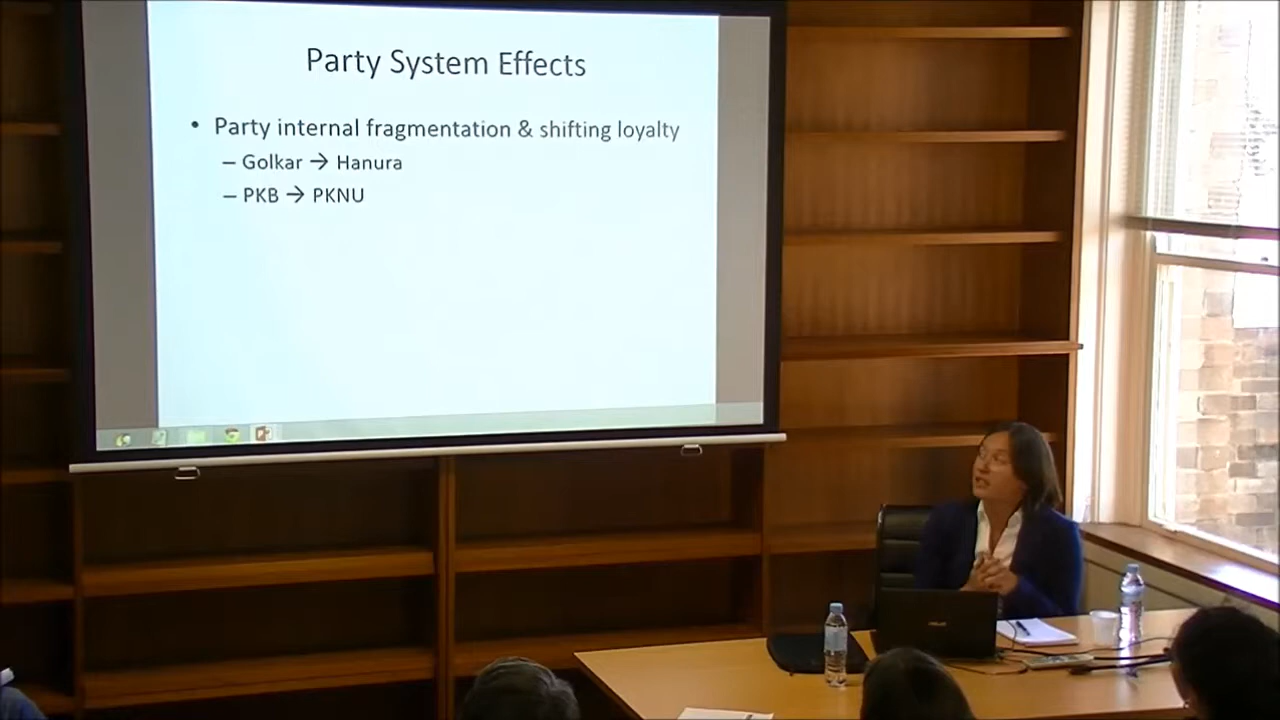 Party System Effects
• Party internal fragmentation & shifting loyalty
– Golkar → Hanura
– PKB → PKNU